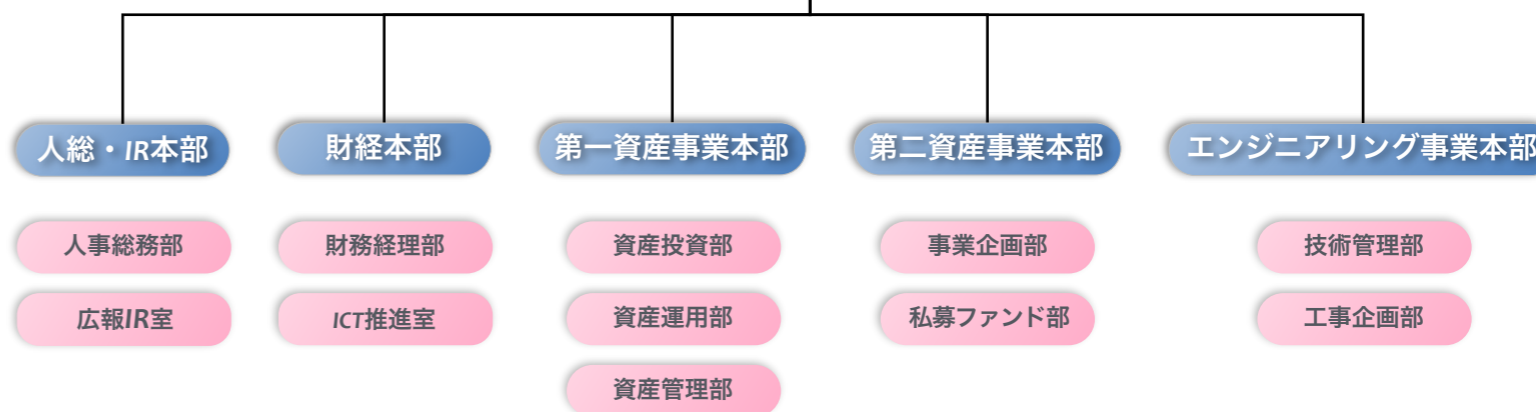 人総・IR本部
財経本部
第一資産事業本部
第二資産事業本部
エンジニアリング事業本部
人事総務部
財務経理部
資産投資部
事業企画部
技術管理部
広報IR室
ICT推進室
資産運用部
私募ファンド部
工事企画部
資産管理部